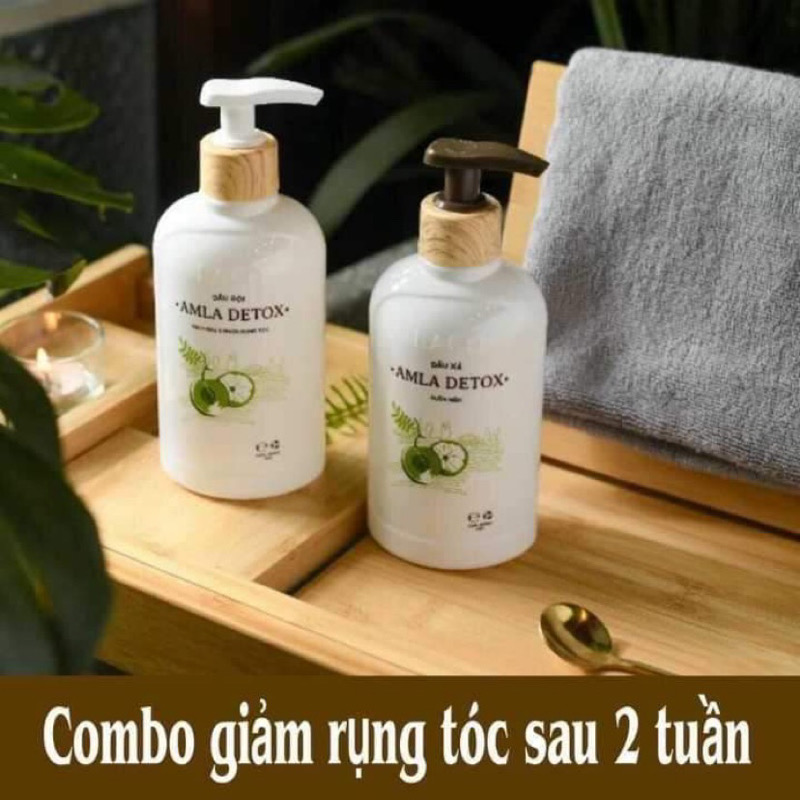 DẦU GỘI
·AMLA DETOX·
DẦU XẢ
·AMLA DETOX·
Combo giảm rụng tóc sau 2 tuần